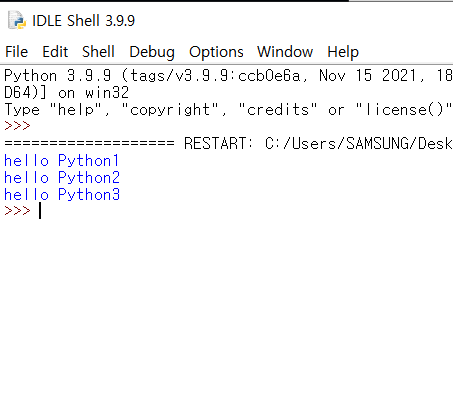 IDLE Shell 3.9.9
File Edit Shell Debug Options Window Help
Python 3.9.9 (tags/v3.9.9:ccb0e6a, Nov 15 2021, 18
D64)] on win32
Type "help", "copyright", "credits" or "license()"
>>>
=================== RESTART: C:/Users/SAMSUNG/Desk
hello Python1
hello Python2
hello Python3
>>>